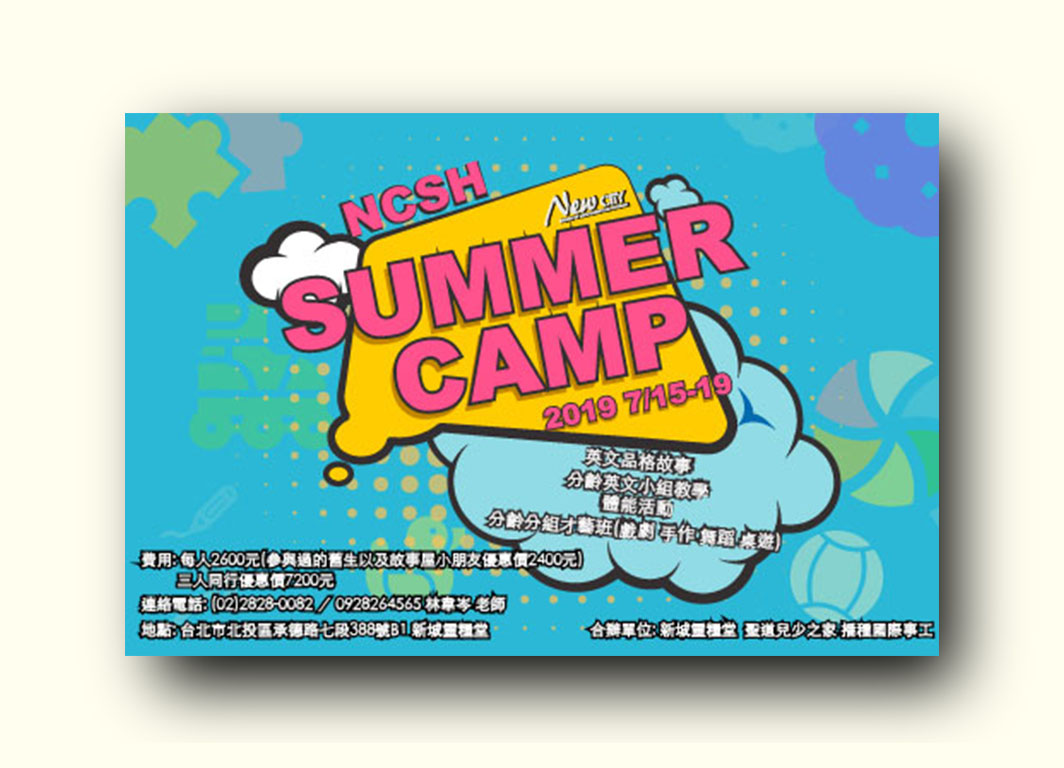 NCSH
New CITY
SUMMER
CAMP
2019 7/15-19
英文品格故事
分齡英文小組教學
體能活動
分齡分組才藝班(戲劇 手作 舞蹈 桌遊)
費用: 每人2600元(參與過的舊生以及故事屋小朋友優惠價2400元)
三人同行優惠價7200元
連絡電話: (02)2828-0082 / 0928264565 林韋岑 老師
地點: 台北市北投區承德路七段388號B1 新城靈糧堂
合辦單位: 新城靈糧堂 聖道兒少之家 播種國際事工